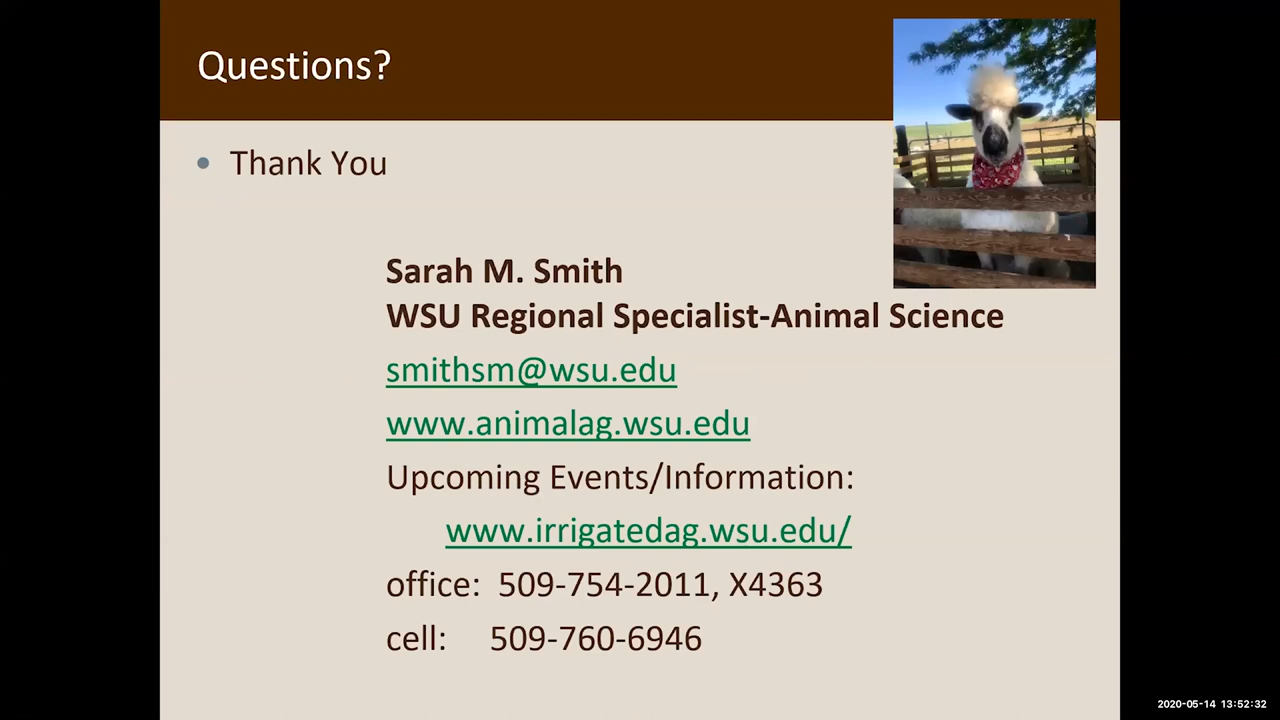 Questions?
• Thank You
Sarah M. Smith
WSU Regional Specialist-Animal Science
smithsm@wsu.edu
www.animalag.wsu.edu
Upcoming Events/Information:
www.irrigatedag.wsu.edu/
office: 509-754-2011, X4363
cell: 509-760-6946
2020-05-14 13:52:32